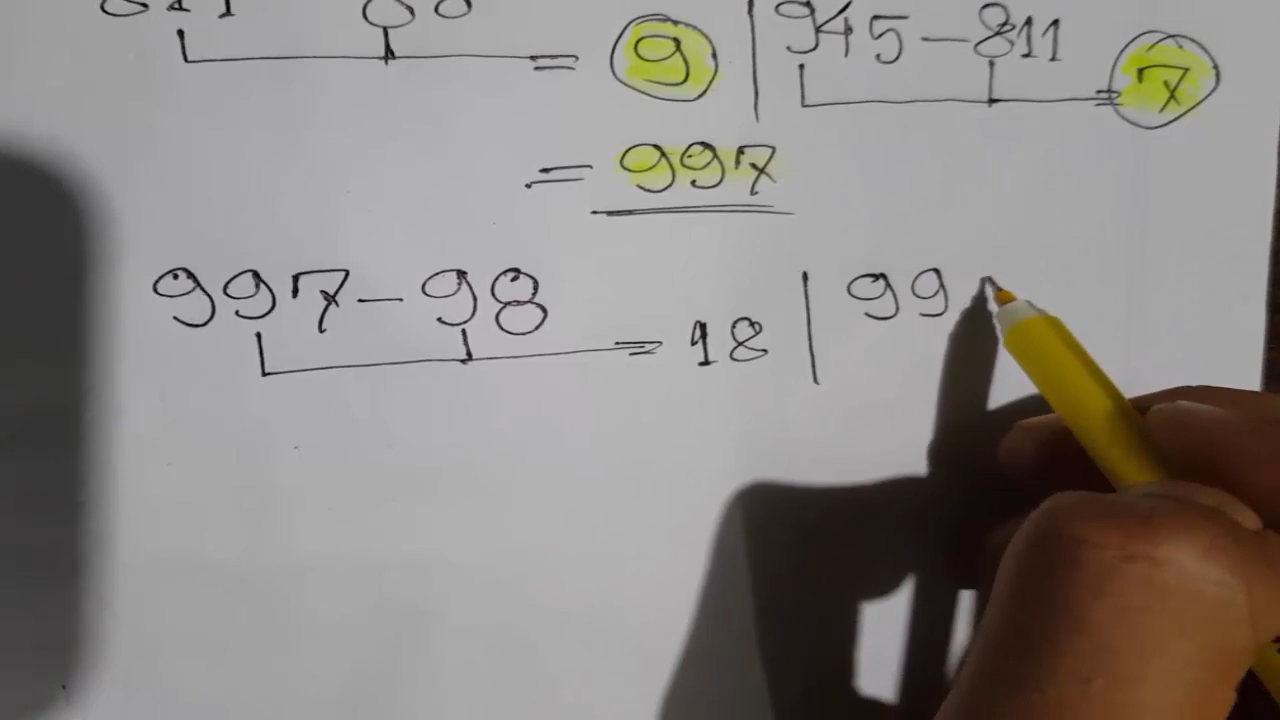 = 9 | 945 - 811 = 7
= 997
997 - 98 = 18 | 99